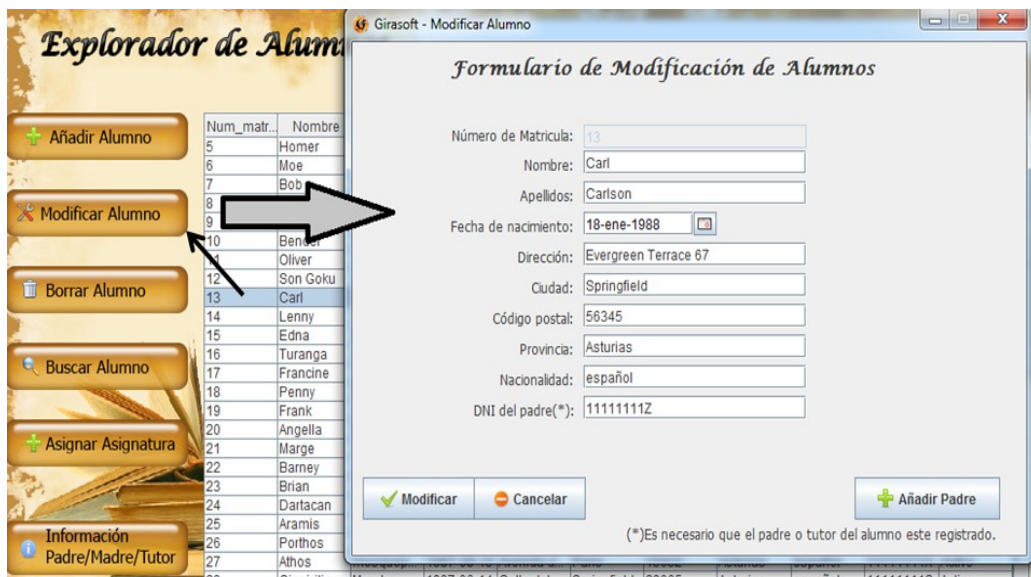 Explorador de Alum
Girasoft - Modificar Alumno
Formulario de Modificación de Alumnos
Añadir Alumno
Modificar Alumno
Borrar Alumno
Buscar Alumno
Asignar Asignatura
Información
Padre/Madre/Tutor
Num_matr... Nombre
5 Homer
6 Moe
7 Bob
8
9
10 Bender
11 Oliver
12 Son Goku
13 Carl
14 Lenny
15 Edna
16 Turanga
17 Francine
18 Penny
19 Frank
20 Angella
21 Marge
22 Barney
23 Brian
24 Dartacan
25 Aramis
26 Porthos
27 Athos
Número de Matricula: 13
Nombre: Carl
Apellidos: Carlson
Fecha de nacimiento: 18-ene-1988
Dirección: Evergreen Terrace 67
Ciudad: Springfield
Código postal: 56345
Provincia: Asturias
Nacionalidad: español
DNI del padre(*): 11111111Z
Modificar
Cancelar
Añadir Padre
(*)Es necesario que el padre o tutor del alumno este registrado.